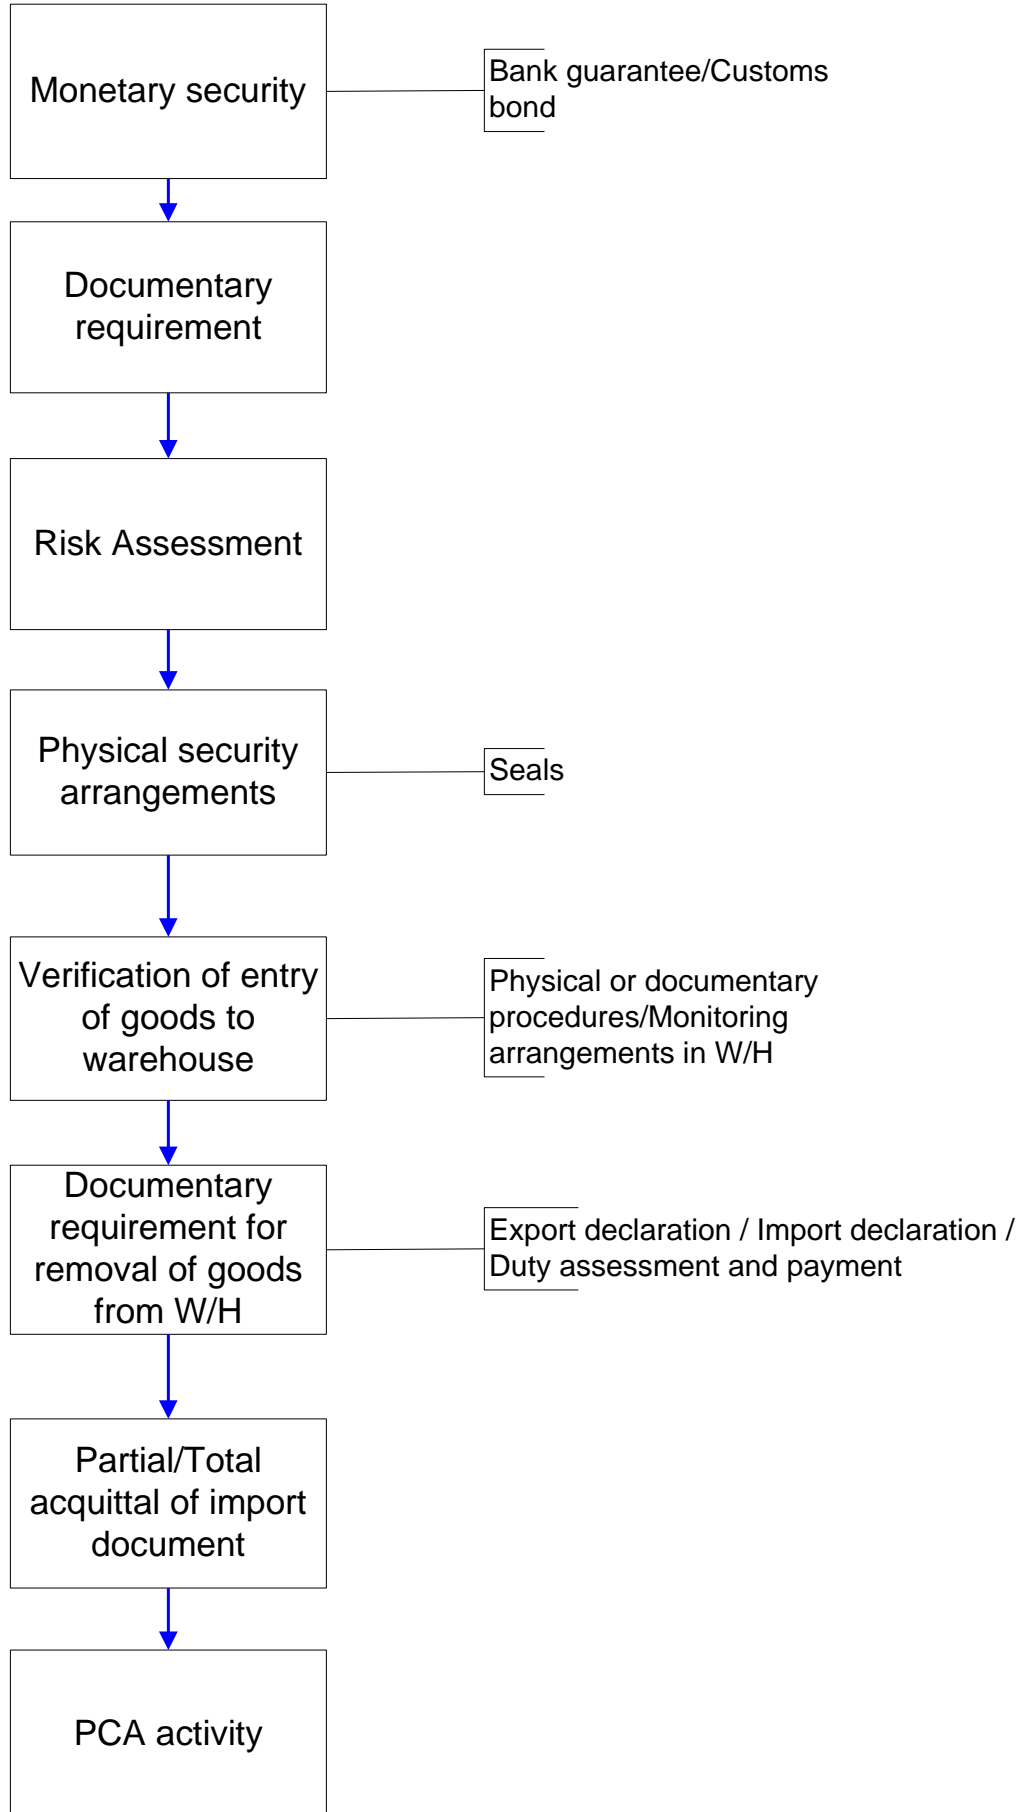 Monetary security
Bank guarantee/Customs
bond
Documentary
requirement
Risk Assessment
Physical security
arrangements
Seals
Verification of entry
of goods to
warehouse
Physical or documentary
procedures/Monitoring
arrangements in W/H
Documentary
requirement for
removal of goods
from W/H
Export declaration / Import declaration /
Duty assessment and payment
Partial/Total
acquittal of import
document
PCA activity